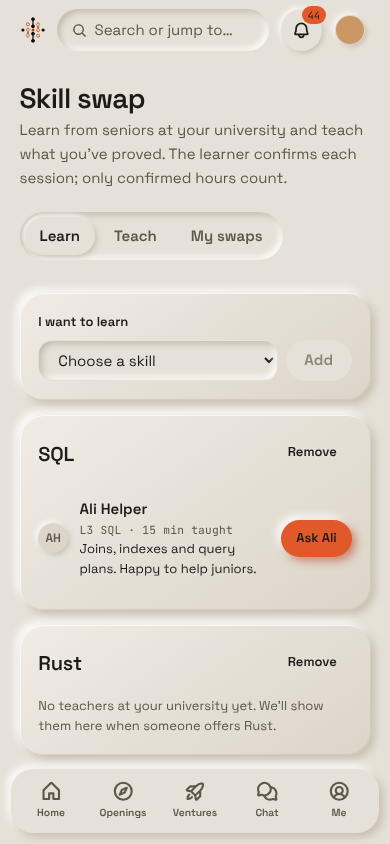 Search or jump to...
44
Skill swap
Learn from seniors at your university and teach
what you've proved. The learner confirms each
session; only confirmed hours count.
Learn
Teach
My swaps
I want to learn
Choose a skill
Add
SQL
Remove
Ali Helper
AH
L3 SQL · 15 min taught
Joins, indexes and query
plans. Happy to help juniors.
Ask Ali
Rust
Remove
No teachers at your university yet. We'll show
them here when someone offers Rust.
Home
Openings
Ventures
Chat
Me